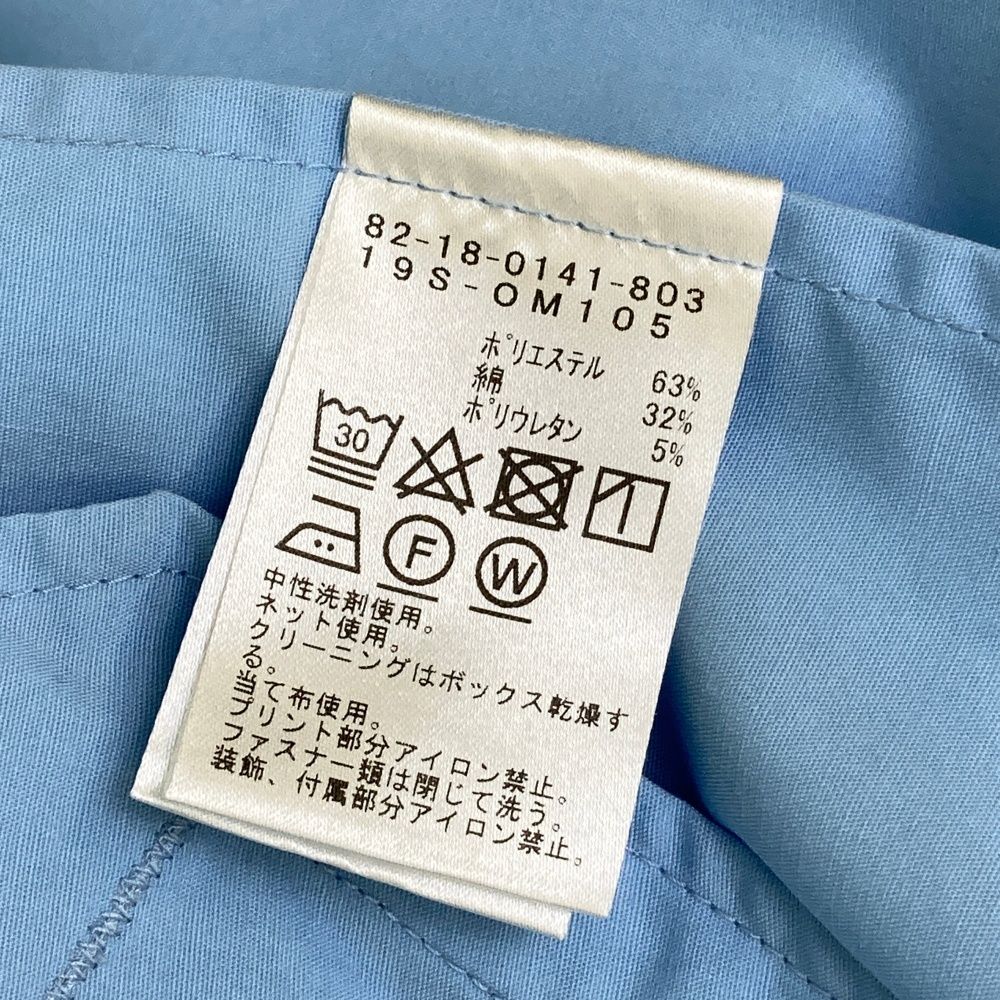 82-18-0141-803
19S-OM105
ポリエステル 63%
綿 32%
ポリウレタン 5%
30
F W
中性洗剤使用。
ネット使用。
クリーニングはボックス乾燥す
る。
当て布使用。
プリント部分アイロン禁止。
ファスナー類は閉じて洗う。
装飾、付属部分アイロン禁止。